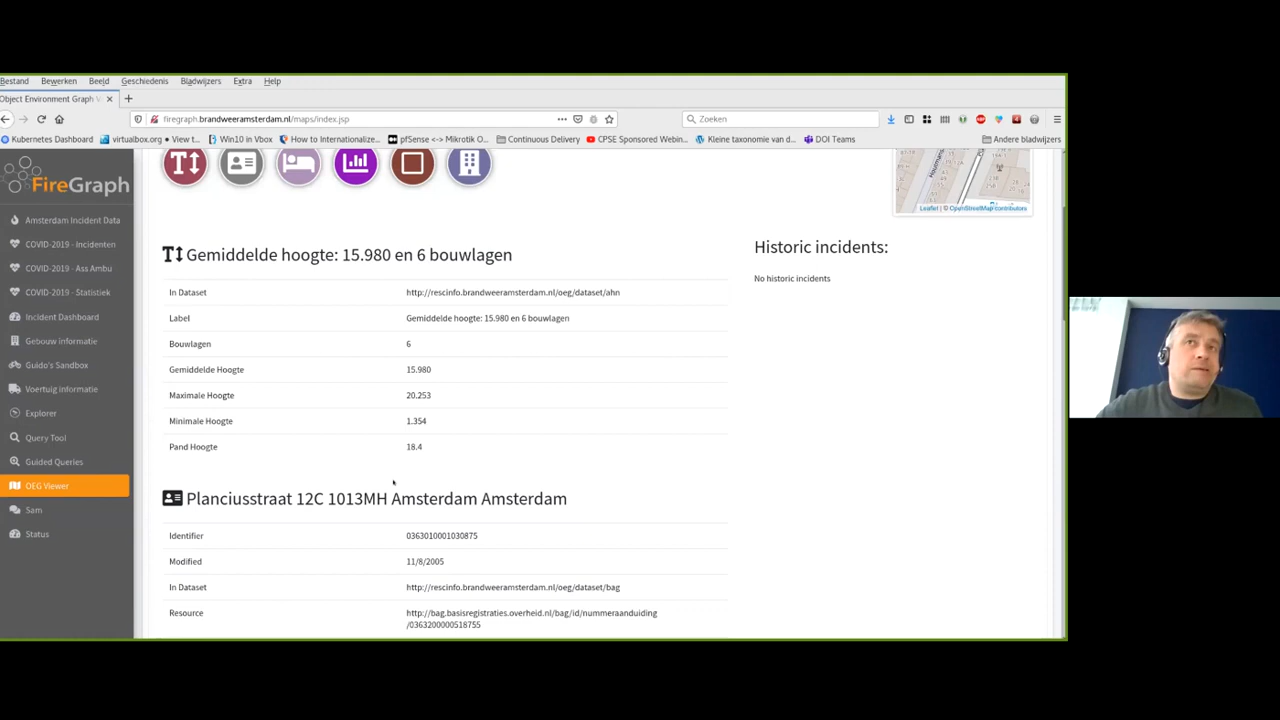 Bestand Bewerken Beeld Geschiedenis Bladwijzers Extra Help
Object Environment Graph
firegraph.brandweeramsterdam.nl/maps/index.jsp
Zoeken
Kubernetes Dashboard virtualbox.org • View t... Win10 in Vbox How to Internationalize... pfSense <-> Mikrotik O... Continuous Delivery CPSE Sponsored Webin... Kleine taxonomie van d... DOI Teams Andere bladwijzers
FireGraph
Amsterdam Incident Data
COVID-2019 - Incidenten
COVID-2019 - Ass Ambu
COVID-2019 - Statistiek
Incident Dashboard
Gebouw informatie
Guido's Sandbox
Voertuig informatie
Explorer
Query Tool
Guided Queries
OEG Viewer
Sam
Status
Leaflet | © OpenStreetMap contributors
Gemiddelde hoogte: 15.980 en 6 bouwlagen
In Dataset http://rescinfo.brandweeramsterdam.nl/oeg/dataset/ahn
Label Gemiddelde hoogte: 15.980 en 6 bouwlagen
Bouwlagen 6
Gemiddelde Hoogte 15.980
Maximale Hoogte 20.253
Minimale Hoogte 1.354
Pand Hoogte 18.4
Planciusstraat 12C 1013MH Amsterdam Amsterdam
Identifier 0363010001030875
Modified 11/8/2005
In Dataset http://rescinfo.brandweeramsterdam.nl/oeg/dataset/bag
Resource http://bag.basisregistraties.overheid.nl/bag/id/nummeraanduiding
/0363200000518755
Historic incidents:
No historic incidents